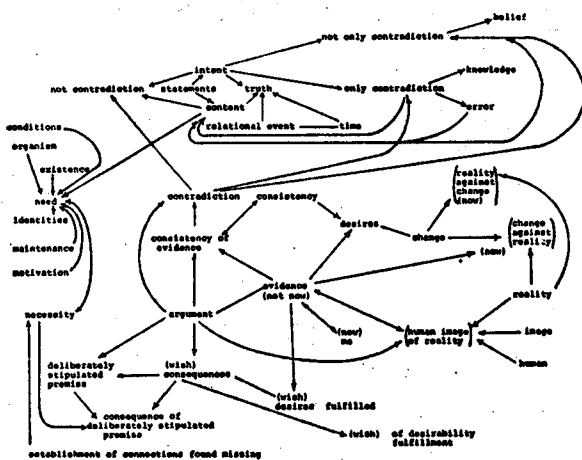 belief
not only contradiction
intent
knowledge
not contradiction
statements
truth
only contradiction
content
error
conditions
relational event
time
organism
existence
need
contradiction
consistency
(reality
against
change
(now))
identities
desires
(change
against
reality)
consistency of
evidence
change
maintenance
(now)
motivation
evidence
(not now)
reality
necessity
argument
(now)
me
(human image
of reality)
image
deliberately
stipulated
premise
(wish)
consequences
human
(wish)
desires fulfilled
consequence of
deliberately stipulated
premise
(wish) of desirability
fulfillment
establishment of connections found missing